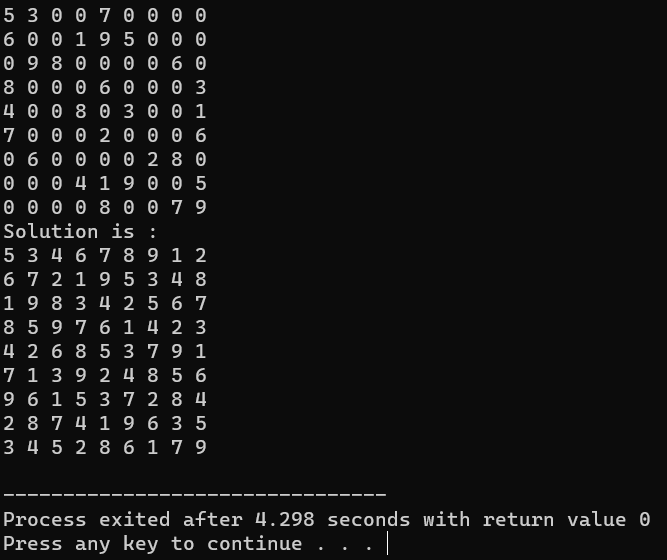 5 3 0 0 7 0 0 0 0
6 0 0 1 9 5 0 0 0
0 9 8 0 0 0 0 6 0
8 0 0 0 6 0 0 0 3
4 0 0 8 0 3 0 0 1
7 0 0 0 2 0 0 0 6
0 6 0 0 0 0 2 8 0
0 0 0 4 1 9 0 0 5
0 0 0 0 8 0 0 7 9
Solution is :
5 3 4 6 7 8 9 1 2
6 7 2 1 9 5 3 4 8
1 9 8 3 4 2 5 6 7
8 5 9 7 6 1 4 2 3
4 2 6 8 5 3 7 9 1
7 1 3 9 2 4 8 5 6
9 6 1 5 3 7 2 8 4
2 8 7 4 1 9 6 3 5
3 4 5 2 8 6 1 7 9
--------------------------------
Process exited after 4.298 seconds with return value 0
Press any key to continue . . .